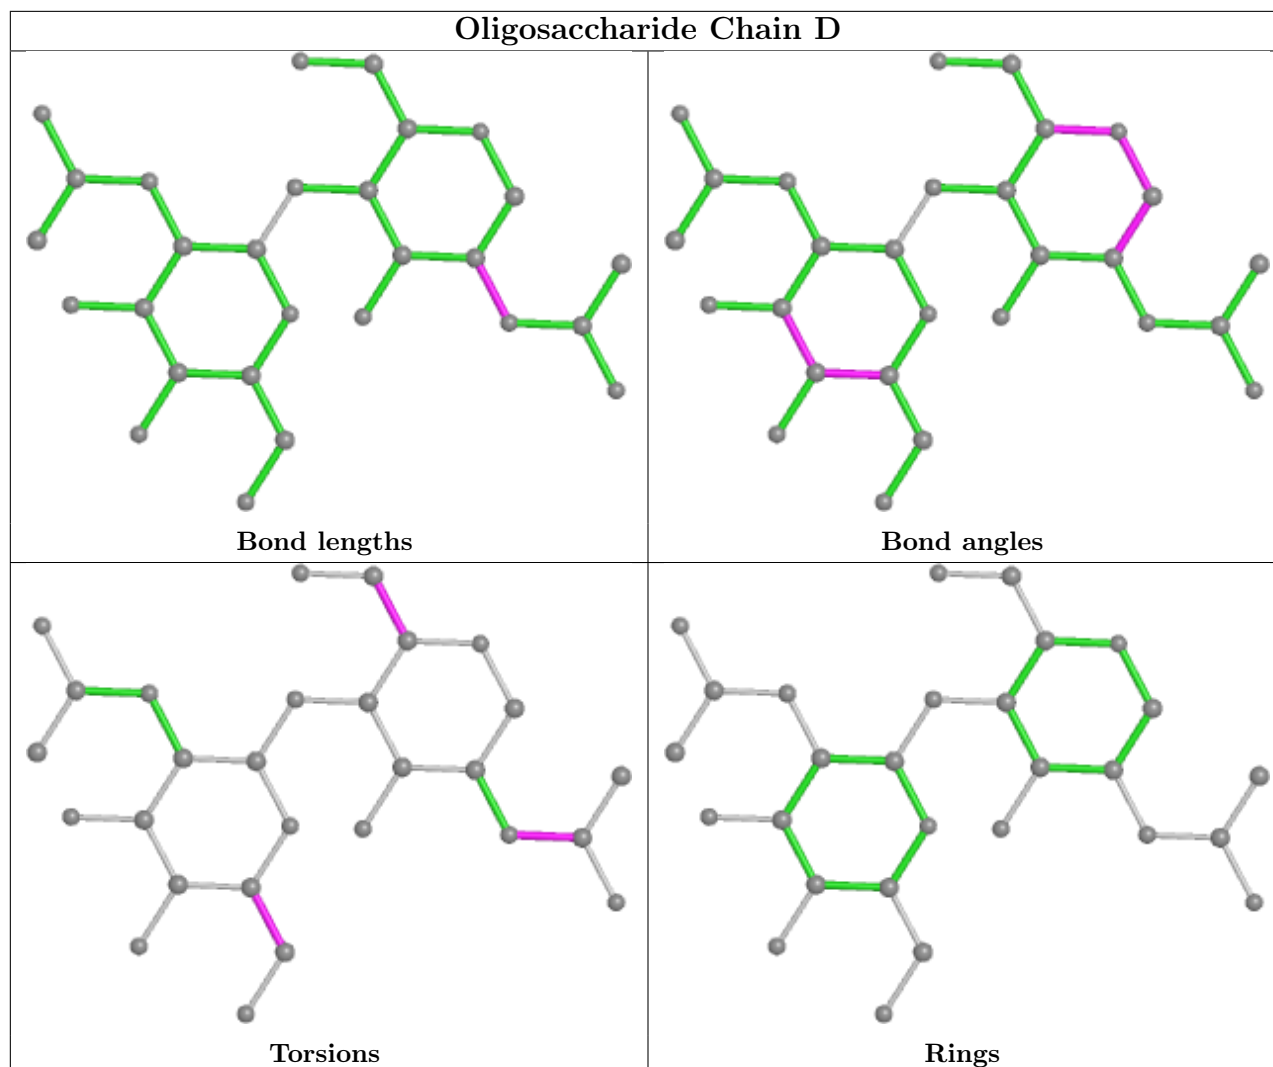 Oligosaccharide Chain D
Bond lengths
Bond angles
Torsions
Rings